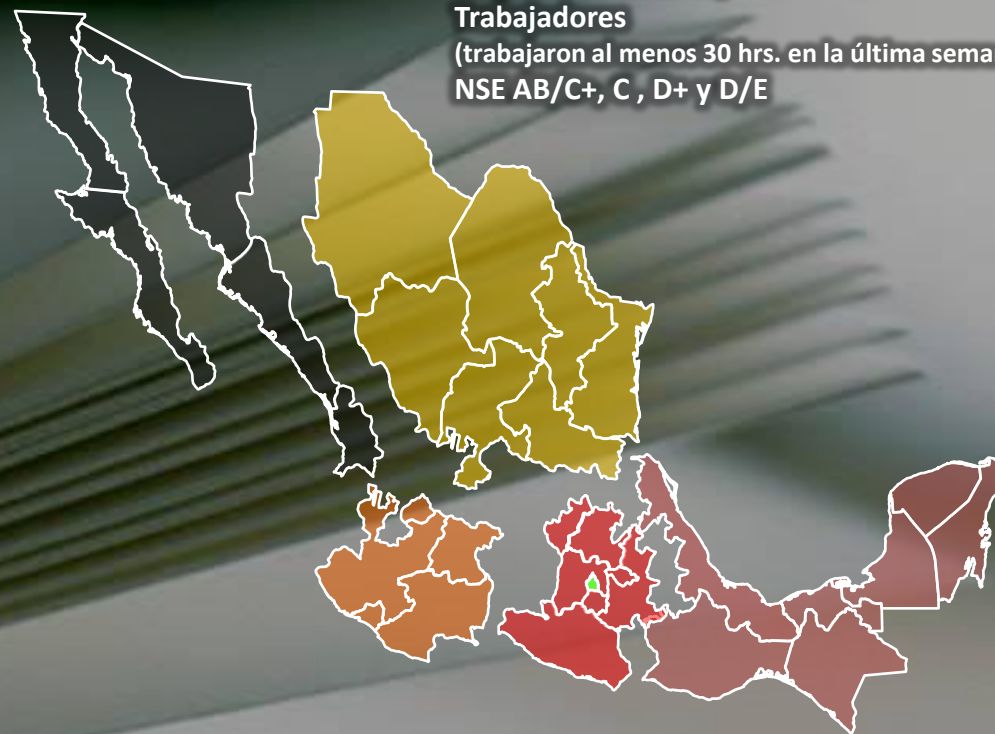 Trabajadores
(trabajaron al menos 30 hrs. en la última sema
NSE AB/C+, C , D+ y D/E